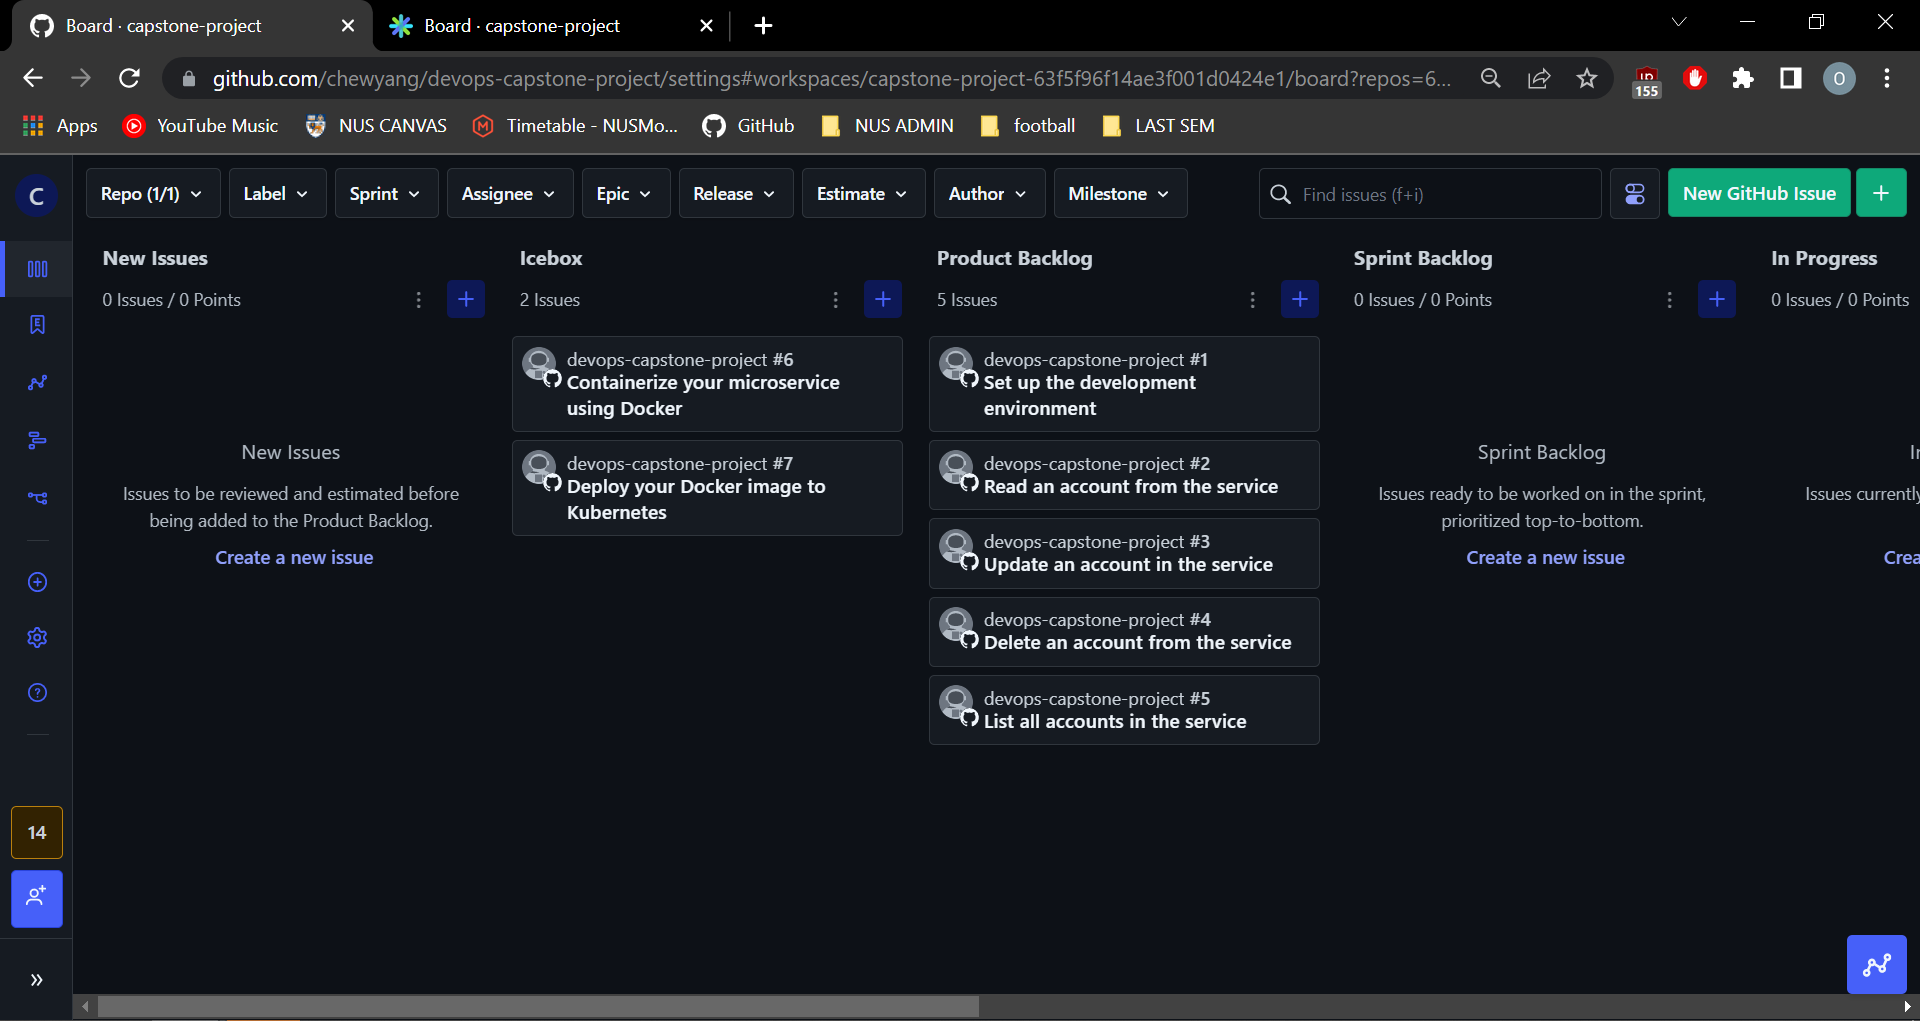 Board · capstone-project
Board · capstone-project
github.com/chewyang/devops-capstone-project/settings#workspaces/capstone-project-63f5f96f14ae3f001d0424e1/board?repos=6...
155
O
Apps
YouTube Music
NUS CANVAS
Timetable - NUSMo...
GitHub
NUS ADMIN
football
LAST SEM
C
Repo (1/1)
Label
Sprint
Assignee
Epic
Release
Estimate
Author
Milestone
Find issues (f+i)
New GitHub Issue
New Issues
0 Issues / 0 Points
New Issues
Issues to be reviewed and estimated before
being added to the Product Backlog.
Create a new issue
Icebox
2 Issues
devops-capstone-project #6
Containerize your microservice
using Docker
devops-capstone-project #7
Deploy your Docker image to
Kubernetes
Product Backlog
5 Issues
devops-capstone-project #1
Set up the development
environment
devops-capstone-project #2
Read an account from the service
devops-capstone-project #3
Update an account in the service
devops-capstone-project #4
Delete an account from the service
devops-capstone-project #5
List all accounts in the service
Sprint Backlog
0 Issues / 0 Points
Sprint Backlog
Issues ready to be worked on in the sprint,
prioritized top-to-bottom.
Create a new issue
In Progress
0 Issues / 0 Points
Issues currently
14